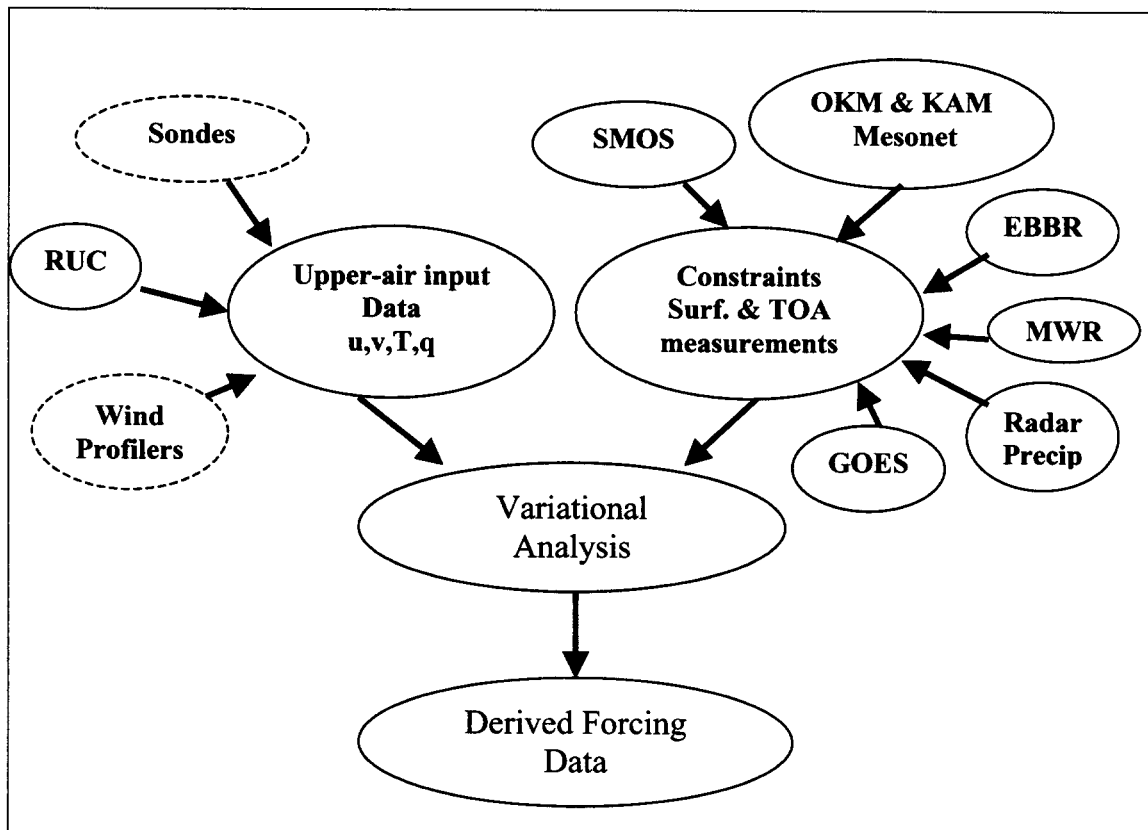 Sondes
RUC
Wind
Profilers
Upper-air input
Data
u,v,T,q
SMOS
OKM & KAM
Mesonet
EBBR
MWR
Radar
Precip
GOES
Constraints
Surf. & TOA
measurements
Variational
Analysis
Derived Forcing
Data